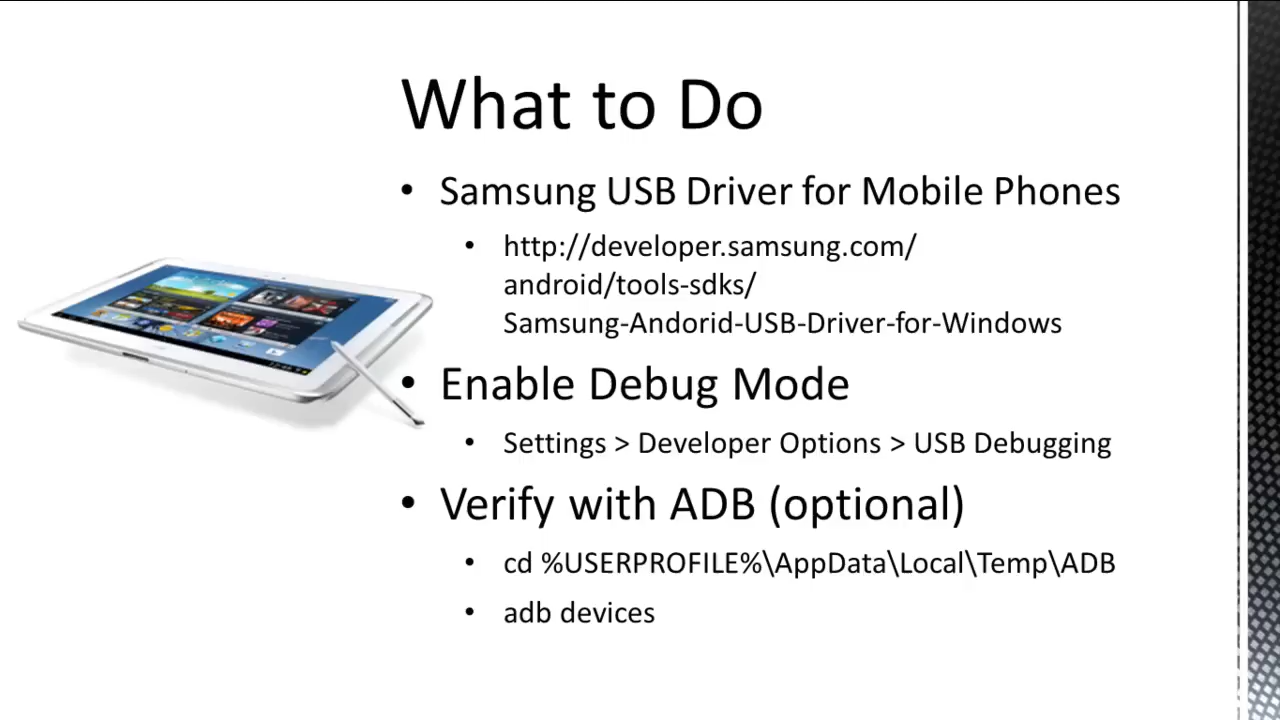 What to Do
• Samsung USB Driver for Mobile Phones
• http://developer.samsung.com/
android/tools-sdks/
Samsung-Andorid-USB-Driver-for-Windows
• Enable Debug Mode
• Settings > Developer Options > USB Debugging
• Verify with ADB (optional)
• cd %USERPROFILE%\AppData\Local\Temp\ADB
• adb devices